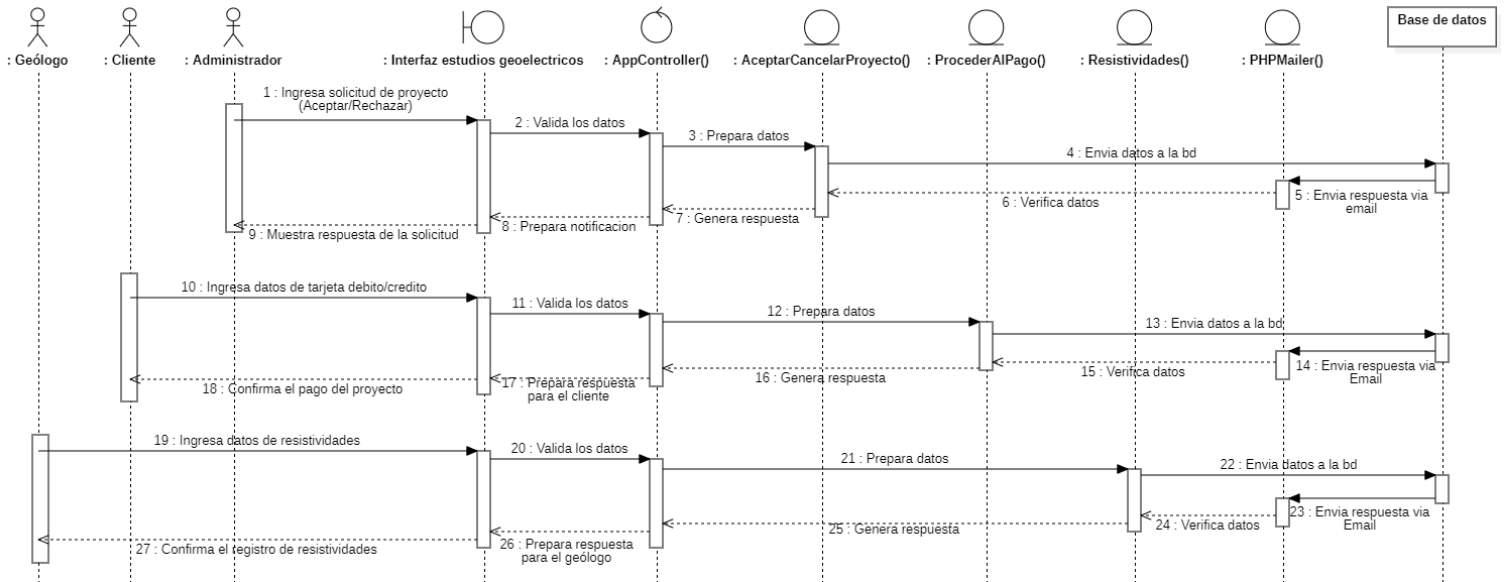 Base de datos
: Geólogo
: Cliente
: Administrador
: Interfaz estudios geoelectricos
: AppController()
: AceptarCancelarProyecto()
: ProcederAlPago()
: Resistividades()
: PHPMailer()
1 : Ingresa solicitud de proyecto
(Aceptar/Rechazar)
2 : Valida los datos
3 : Prepara datos
4 : Envia datos a la bd
5 : Envia respuesta via
email
6 : Verifica datos
7 : Genera respuesta
8 : Prepara notificacion
9 : Muestra respuesta de la solicitud
10 : Ingresa datos de tarjeta debito/credito
11 : Valida los datos
12 : Prepara datos
13 : Envia datos a la bd
14 : Envia respuesta via
Email
15 : Verifica datos
16 : Genera respuesta
17 : Prepara respuesta
para el cliente
18 : Confirma el pago del proyecto
19 : Ingresa datos de resistividades
20 : Valida los datos
21 : Prepara datos
22 : Envia datos a la bd
23 : Envia respuesta via
Email
24 : Verifica datos
25 : Genera respuesta
26 : Prepara respuesta
para el geólogo
27 : Confirma el registro de resistividades